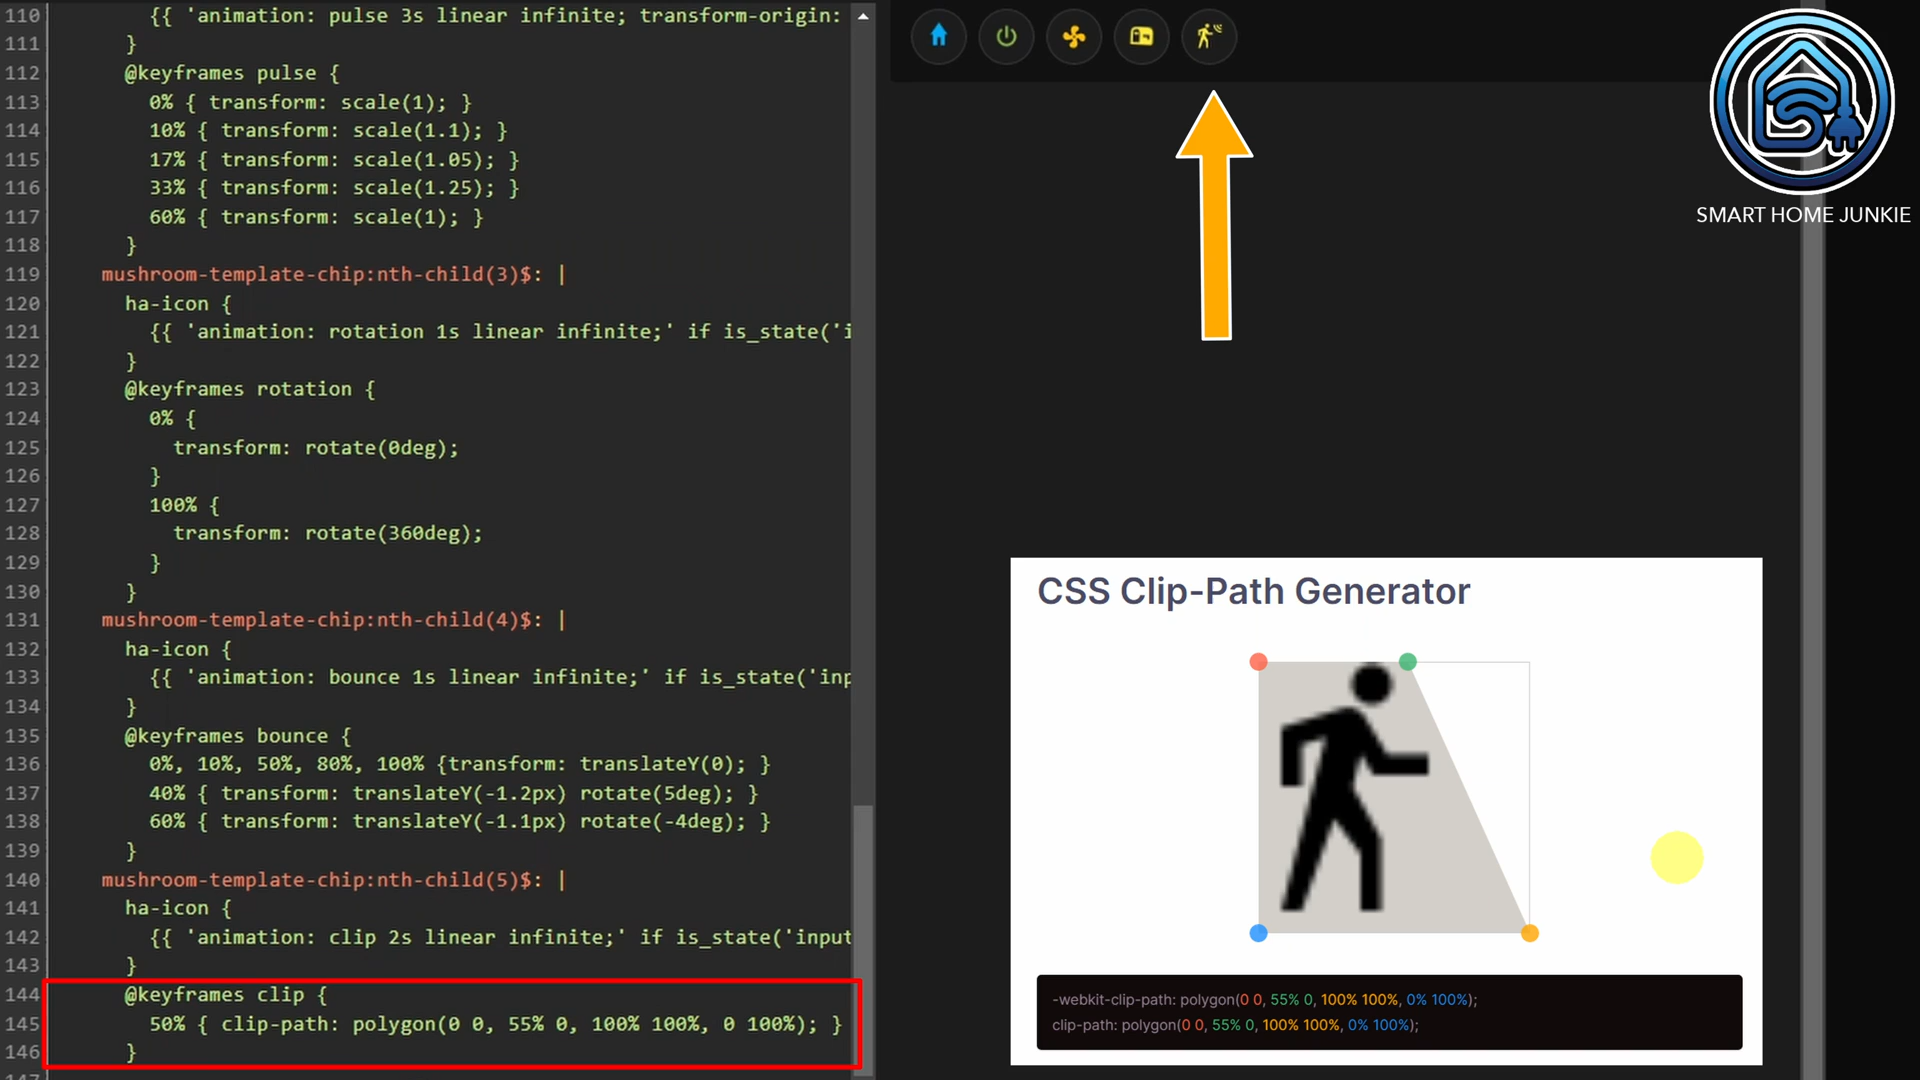 110 {{ 'animation: pulse 3s linear infinite; transform-origin:
111 }
112 @keyframes pulse {
113 0% { transform: scale(1); }
114 10% { transform: scale(1.1); }
115 17% { transform: scale(1.05); }
116 33% { transform: scale(1.25); }
117 60% { transform: scale(1); }
118 }
119 mushroom-template-chip:nth-child(3)$: |
120 ha-icon {
121 {{ 'animation: rotation 1s linear infinite;' if is_state('i
122 }
123 @keyframes rotation {
124 0% {
125 transform: rotate(0deg);
126 }
127 100% {
128 transform: rotate(360deg);
129 }
130 }
131 mushroom-template-chip:nth-child(4)$: |
132 ha-icon {
133 {{ 'animation: bounce 1s linear infinite;' if is_state('inp
134 }
135 @keyframes bounce {
136 0%, 10%, 50%, 80%, 100% {transform: translateY(0); }
137 40% { transform: translateY(-1.2px) rotate(5deg); }
138 60% { transform: translateY(-1.1px) rotate(-4deg); }
139 }
140 mushroom-template-chip:nth-child(5)$: |
141 ha-icon {
142 {{ 'animation: clip 2s linear infinite;' if is_state('input
143 }
144 @keyframes clip {
145 50% { clip-path: polygon(0 0, 55% 0, 100% 100%, 0 100%); }
146 }
SMART HOME JUNKIE
CSS Clip-Path Generator
-webkit-clip-path: polygon(0 0, 55% 0, 100% 100%, 0% 100%);
clip-path: polygon(0 0, 55% 0, 100% 100%, 0% 100%);